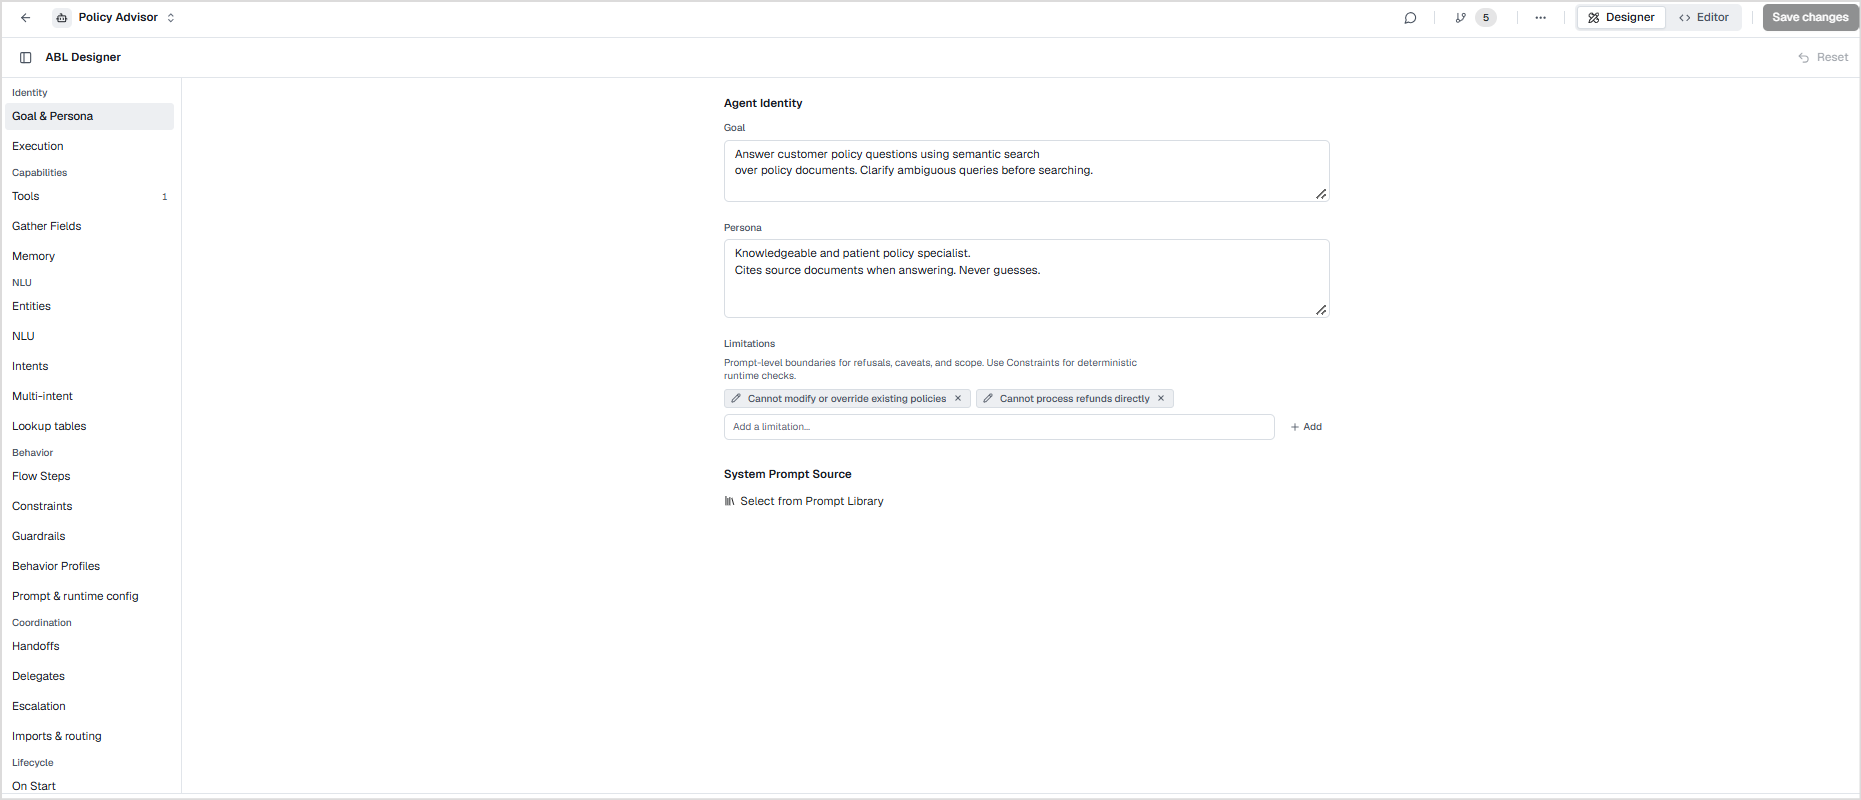 Policy Advisor
5
Designer
Editor
Save changes
ABL Designer
Reset
Identity
Goal & Persona
Execution
Capabilities
Tools 1
Gather Fields
Memory
NLU
Entities
NLU
Intents
Multi-intent
Lookup tables
Behavior
Flow Steps
Constraints
Guardrails
Behavior Profiles
Prompt & runtime config
Coordination
Handoffs
Delegates
Escalation
Imports & routing
Lifecycle
On Start
Agent Identity
Goal
Answer customer policy questions using semantic search
over policy documents. Clarify ambiguous queries before searching.
Persona
Knowledgeable and patient policy specialist.
Cites source documents when answering. Never guesses.
Limitations
Prompt-level boundaries for refusals, caveats, and scope. Use Constraints for deterministic
runtime checks.
Cannot modify or override existing policies
Cannot process refunds directly
Add a limitation...
Add
System Prompt Source
Select from Prompt Library